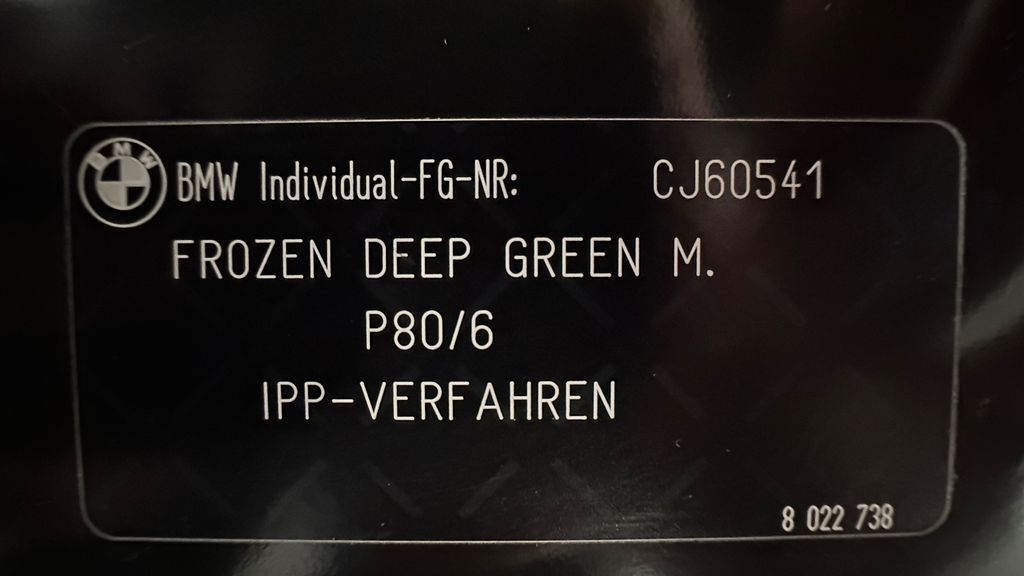 BMW BMW Individual-FG-NR: CJ60541
FROZEN DEEP GREEN M.
P80/6
IPP-VERFAHREN
8 022 738